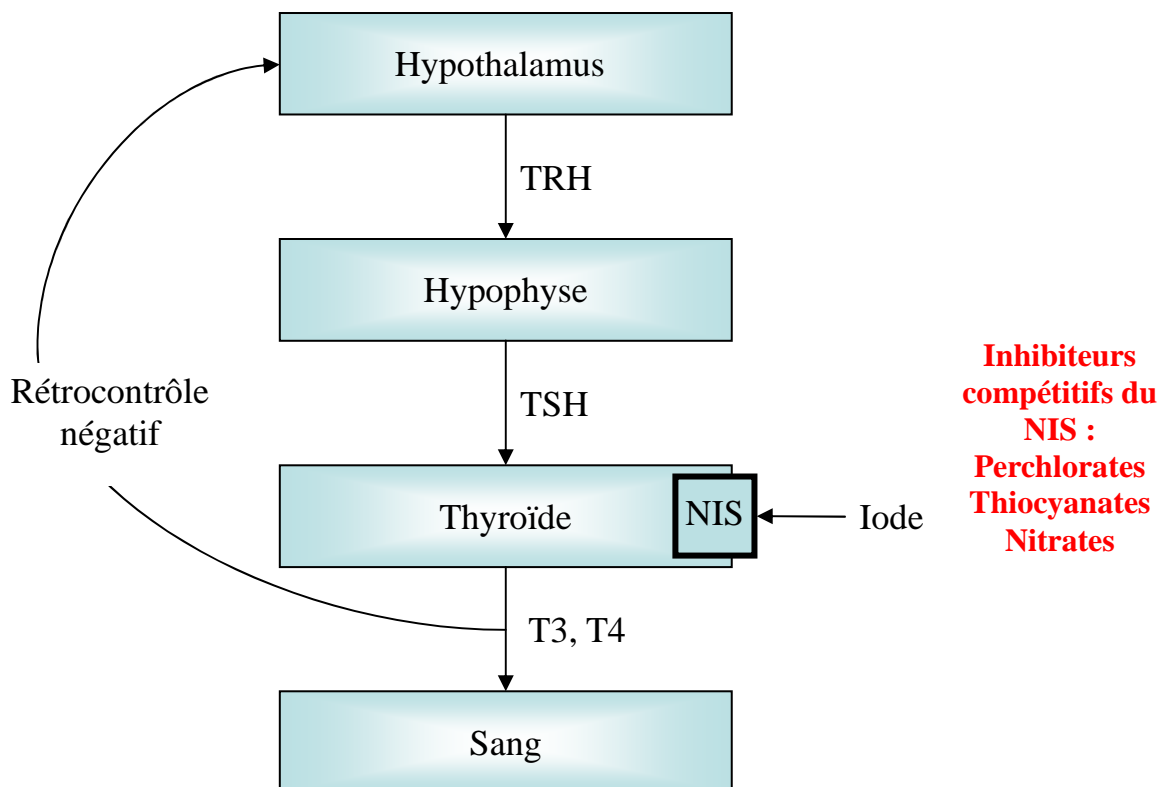 Hypothalamus
TRH
Hypophyse
Rétrocontrôle
négatif
TSH
Inhibiteurs
compétitifs du
NIS :
Perchlorates
Thiocyanates
Nitrates
Thyroïde
NIS
Iode
T3, T4
Sang